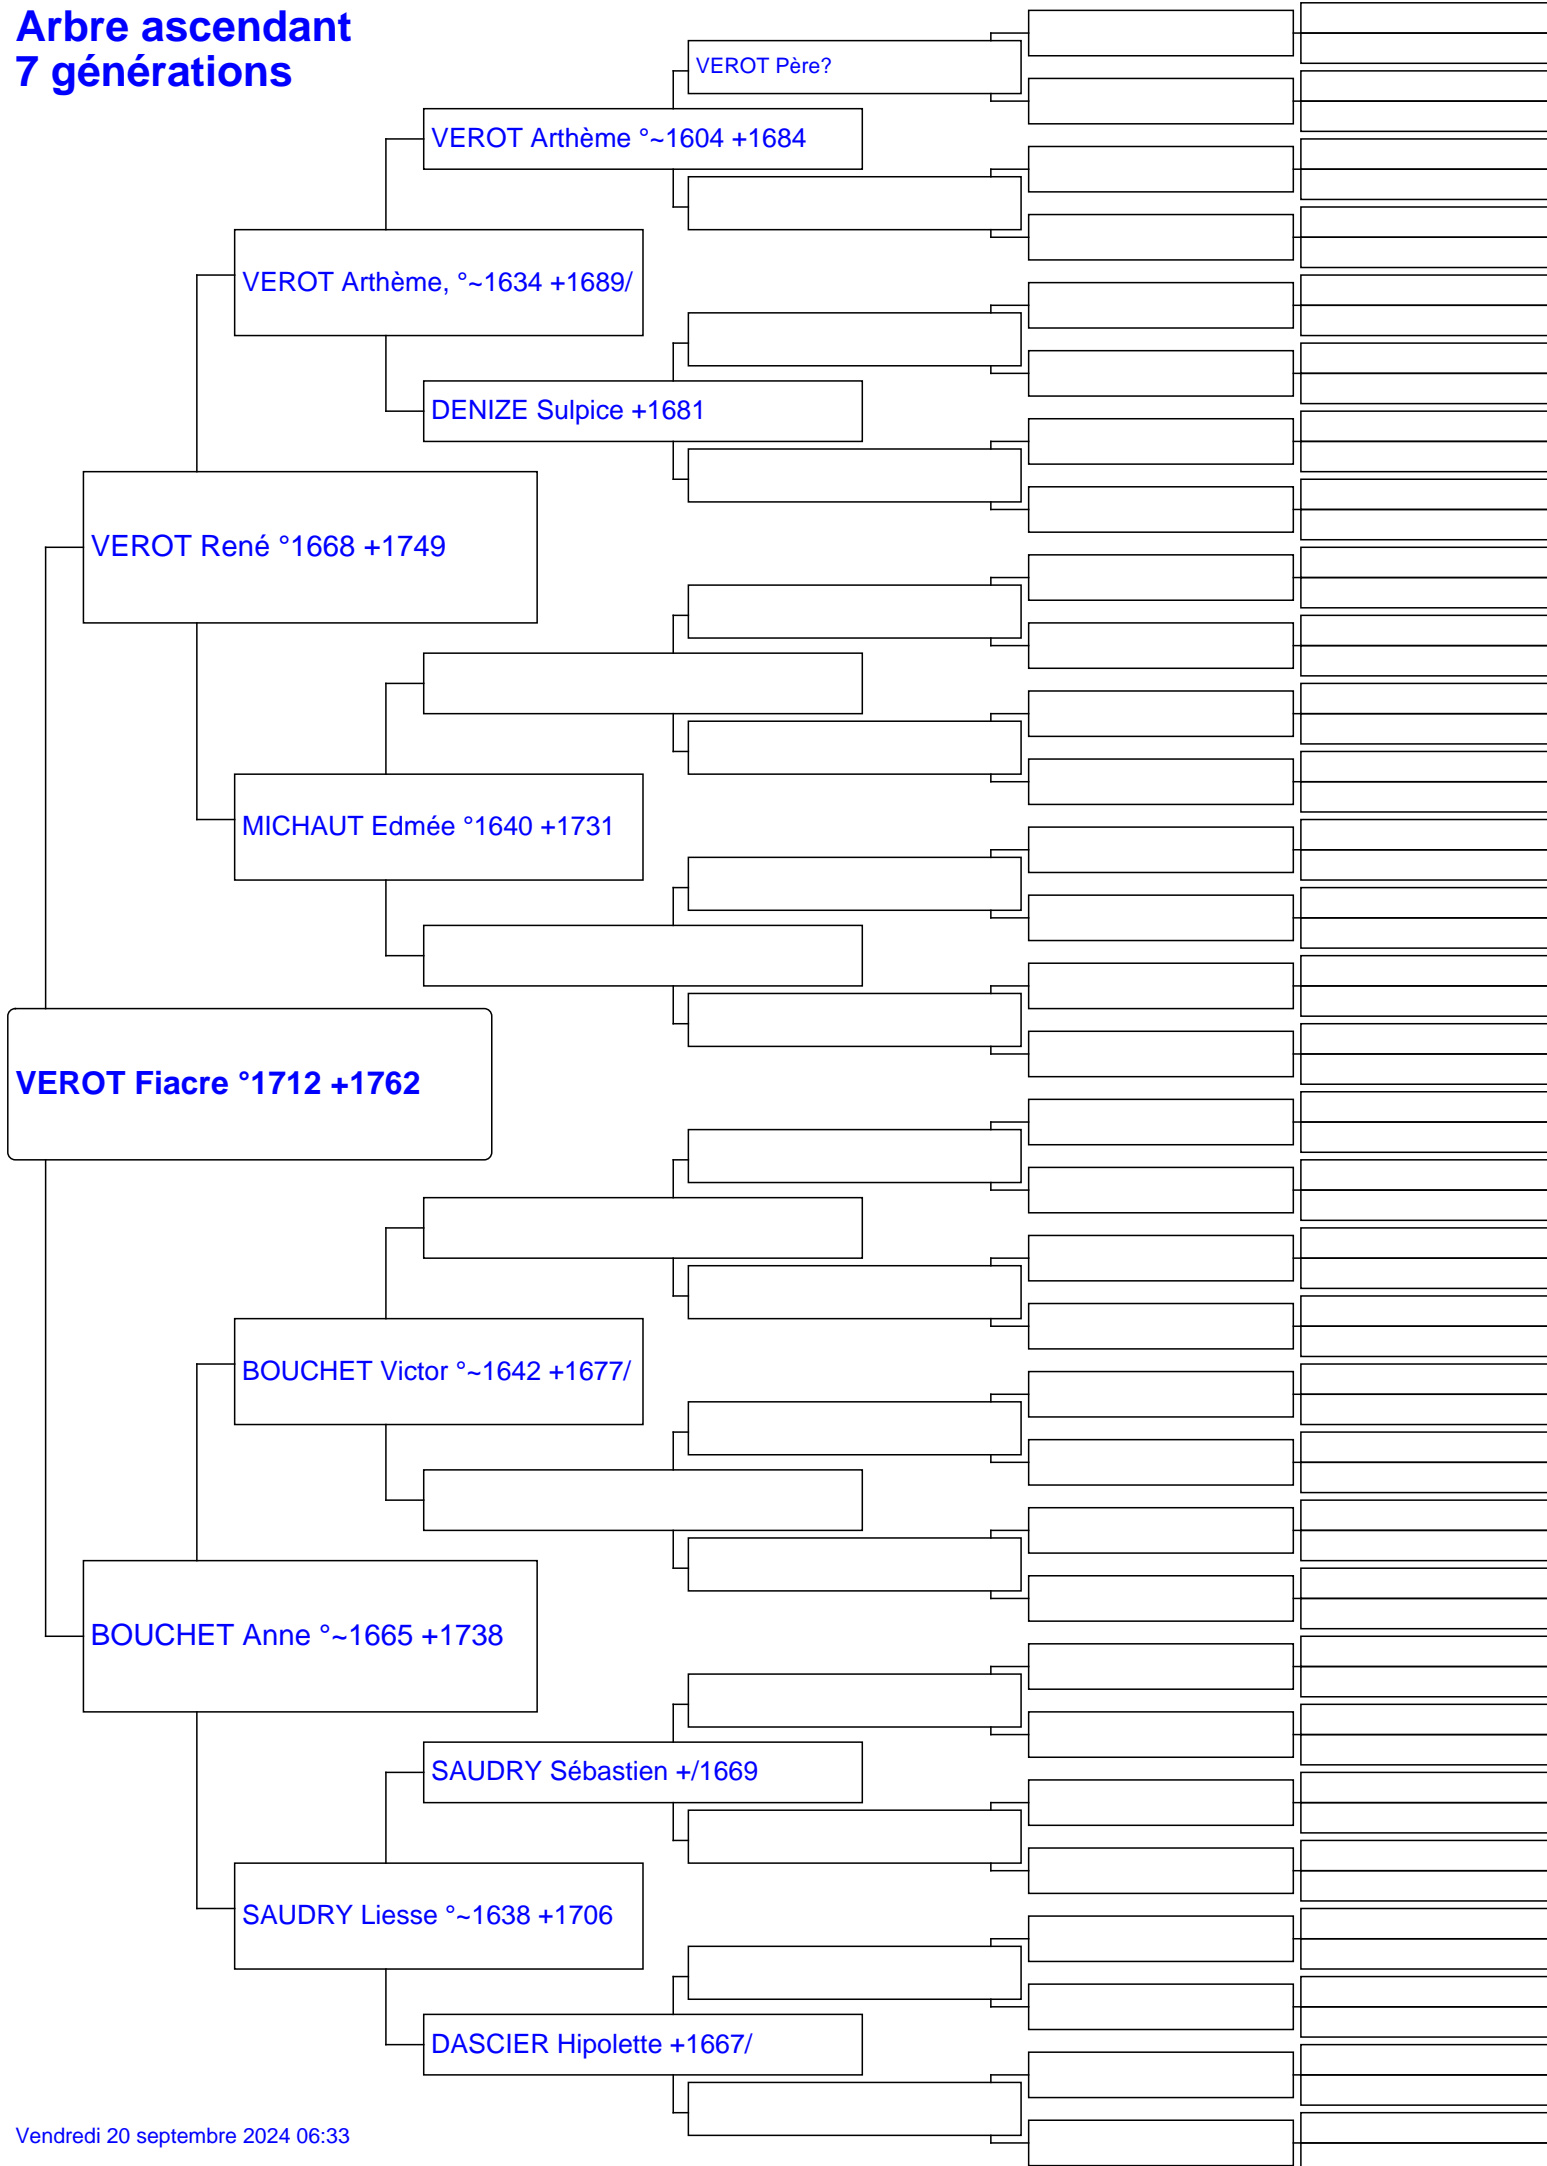 Arbre ascendant
7 générations
VEROT Père?
VEROT Arthème °~1604 +1684
VEROT Arthème, °~1634 +1689/
DENIZE Sulpice +1681
VEROT René °1668 +1749
MICHAUT Edmée °1640 +1731
VEROT Fiacre °1712 +1762
BOUCHET Victor °~1642 +1677/
BOUCHET Anne °~1665 +1738
SAUDRY Sébastien +/1669
SAUDRY Liesse °~1638 +1706
DASCIER Hipolette +1667/
Vendredi 20 septembre 2024 06:33